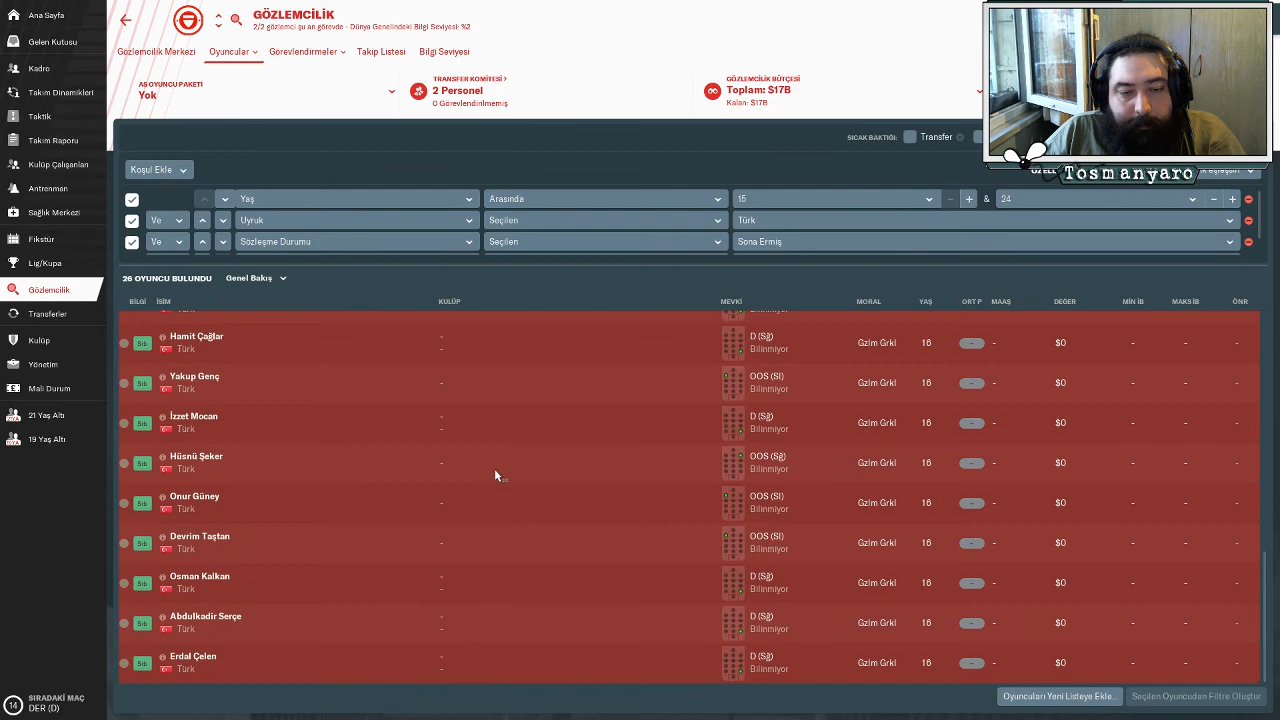 Ana Sayfa
Gelen Kutusu
Kadro
Takım Dinamikleri
Taktik
Takım Raporu
Kulüp Çalışanları
Antrenman
Sağlık Merkezi
Fikstür
Lig/Kupa
Gözlemcilik
Transferler
Kulüp
Yönetim
Mali Durum
21 Yaş Altı
19 Yaş Altı
14
SIRADAKİ MAÇ
DER (D)
GÖZLEMCİLİK
2/2 gözlemci şu an görevde - Dünya Genelindeki Bilgi Seviyesi: %2
Gözlemcilik Merkezi Oyuncular Görevlendirmeler Takip Listesi Bilgi Seviyesi
AS OYUNCU PAKETİ
Yok
TRANSFER KOMİTESİ >
2 Personel
0 Görevlendirilmemiş
GÖZLEMCİLİK BÜTÇESİ
Toplam: $17B
Kalan: $17B
Tosmanyaro
SICAK BAKTIĞI: Transfer
Koşul Ekle
Yaş Arasında 15 & 24
Ve Uyruk Seçilen Türk
Ve Sözleşme Durumu Seçilen Sona Ermiş
26 OYUNCU BULUNDU Genel Bakış
BİLGİ İSİM KULÜP MEVKİ MORAL YAŞ ORT P MAAŞ DEĞER MİN İB MAKS İB ÖNR
Sıb Hamit Çağlar - D (Sğ) Gzlm Grkl 16 - - $0 - - -
Türk - Bilinmiyor
Sıb Yakup Genç - OOS (Sl) Gzlm Grkl 16 - - $0 - - -
Türk - Bilinmiyor
Sıb İzzet Mocan - D (Sğ) Gzlm Grkl 16 - - $0 - - -
Türk - Bilinmiyor
Sıb Hüsnü Şeker - OOS (Sğ) Gzlm Grkl 16 - - $0 - - -
Türk Bilinmiyor
Sıb Onur Güney - OOS (Sl) Gzlm Grkl 16 - - $0 - - -
Türk - Bilinmiyor
Sıb Devrim Taştan - OOS (Sl) Gzlm Grkl 16 - - $0 - - -
Türk - Bilinmiyor
Sıb Osman Kalkan - D (Sğ) Gzlm Grkl 16 - - $0 - - -
Türk - Bilinmiyor
Sıb Abdulkadir Serçe - D (Sğ) Gzlm Grkl 16 - - $0 - - -
Türk - Bilinmiyor
Sıb Erdal Çelen - D (Sğ) Gzlm Grkl 16 - - $0 - - -
Türk - Bilinmiyor
Oyuncuları Yeni Listeye Ekle... Seçilen Oyuncudan Filtre Oluştur